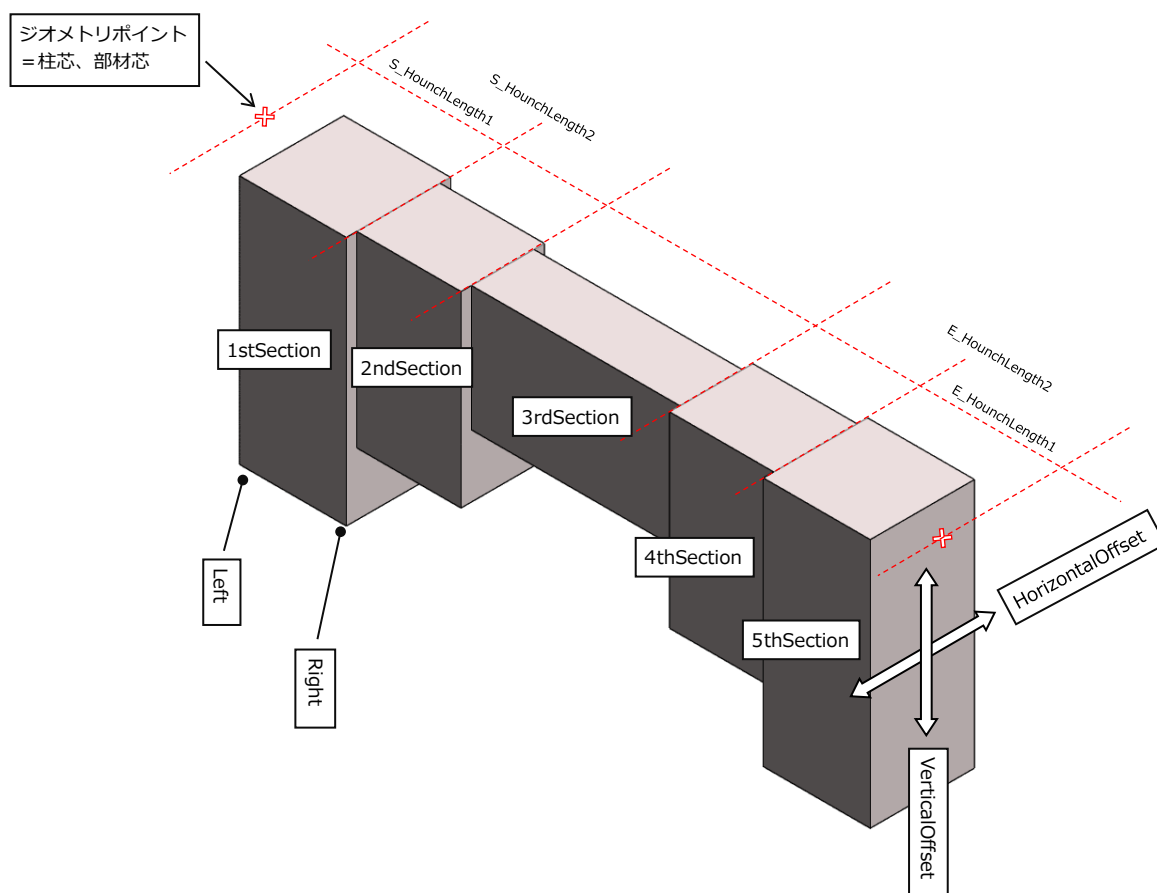 ジオメトリポイント
＝柱芯、部材芯
S_HounchLength1
S_HounchLength2
1stSection
2ndSection
3rdSection
E_HounchLength2
E_HounchLength1
4thSection
5thSection
HorizontalOffset
Left
Right
VerticalOffset